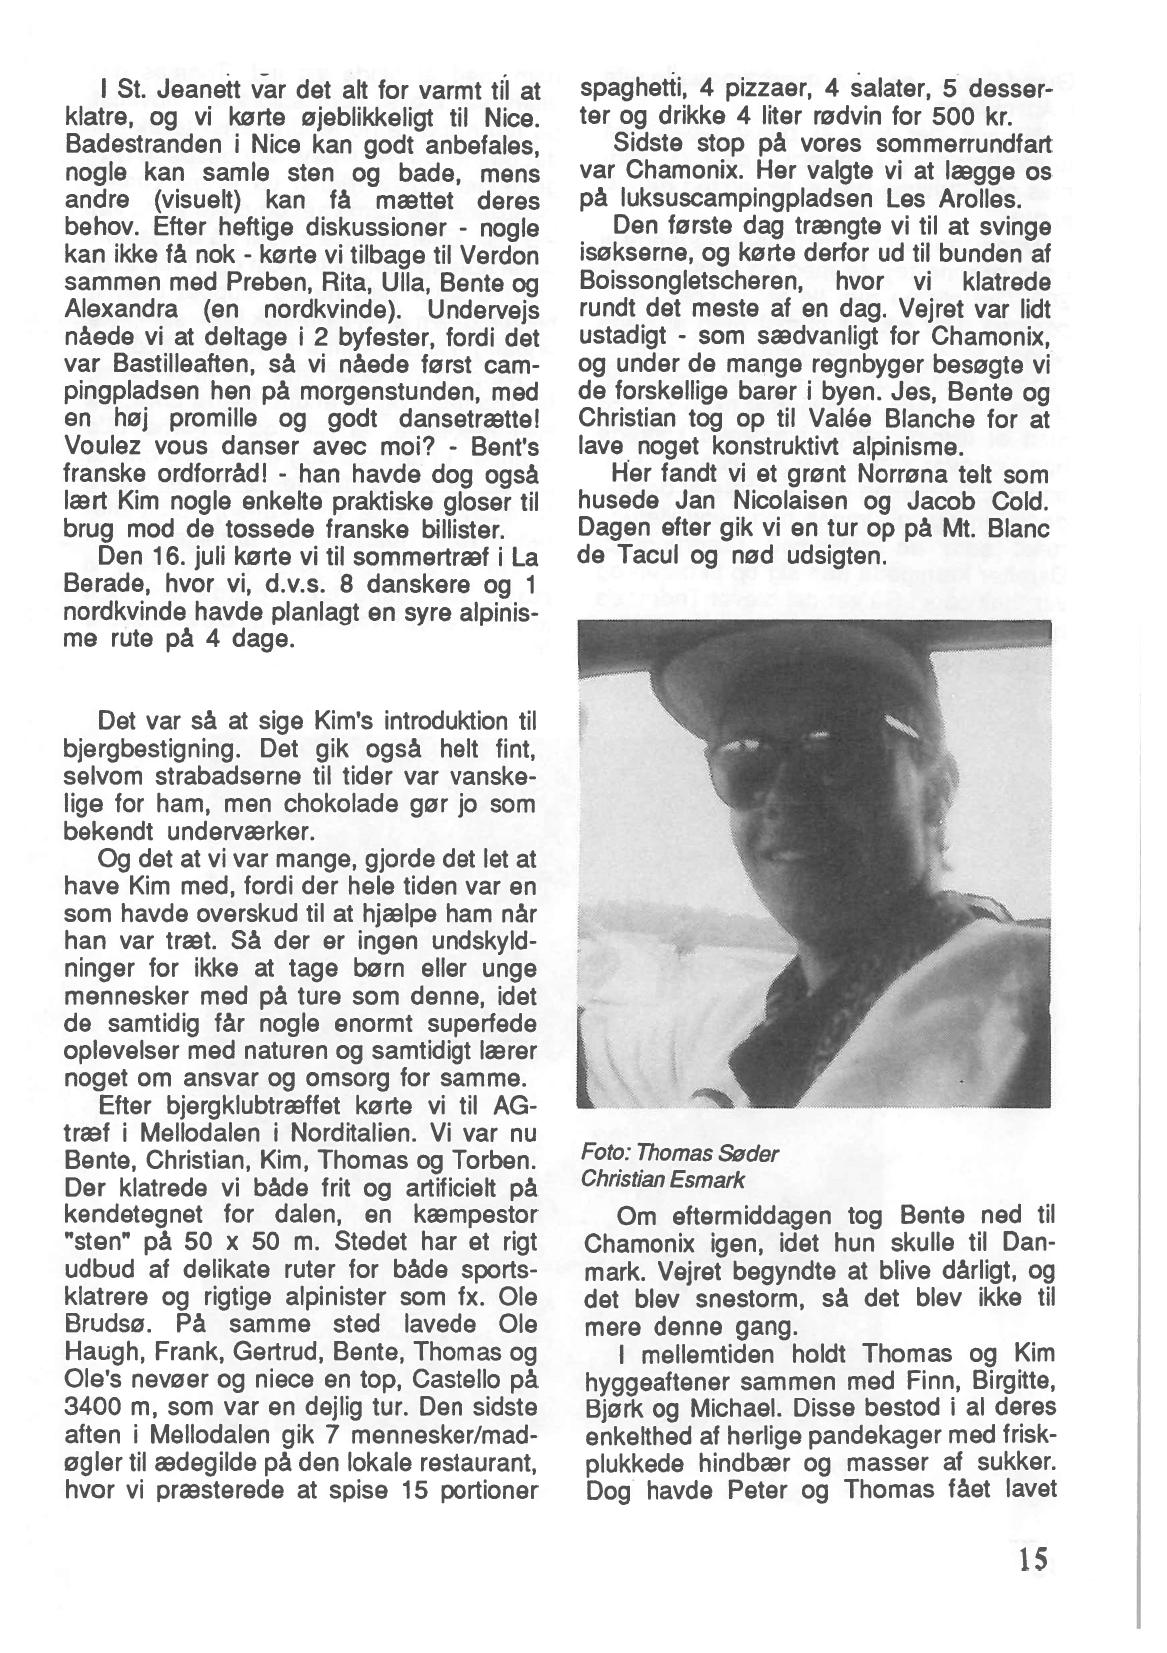 I St. Jeanett var det alt for varmt til at
klatre, og vi kørte øjeblikkeligt til Nice.
Badestranden i Nice kan godt anbefales,
nogle kan samle sten og bade, mens
andre (visuelt) kan få mættet deres
behov. Efter heftige diskussioner - nogle
kan ikke få nok - kørte vi tilbage til Verdon
sammen med Preben, Rita, Ulla, Bente og
Alexandra (en nordkvinde). Undervejs
nåede vi at deltage i 2 byfester, fordi det
var Bastilleaften, så vi nåede først cam-
pingpladsen hen på morgenstunden, med
en høj promille og godt dansetrætte!
Voulez vous danser avec moi? - Bent's
franske ordforråd! - han havde dog også
lært Kim nogle enkelte praktiske gloser til
brug mod de tossede franske billister.
Den 16. juli kørte vi til sommertræf i La
Berade, hvor vi, d.v.s. 8 danskere og 1
nordkvinde havde planlagt en syre alpinis-
me rute på 4 dage.
Det var så at sige Kim's introduktion til
bjergbestigning. Det gik også helt fint,
selvom strabadserne til tider var vanske-
lige for ham, men chokolade gør jo som
bekendt underværker.
Og det at vi var mange, gjorde det let at
have Kim med, fordi der hele tiden var en
som havde overskud til at hjælpe ham når
han var træt. Så der er ingen undskyld-
ninger for ikke at tage børn eller unge
mennesker med på ture som denne, idet
de samtidig får nogle enormt superfede
oplevelser med naturen og samtidigt lærer
noget om ansvar og omsorg for samme.
Efter bjergklubtræffet kørte vi til AG-
træf i Mellodalen i Norditalien. Vi var nu
Bente, Christian, Kim, Thomas og Torben.
Der klatrede vi både frit og artificielt på
kendetegnet for dalen, en kæmpestor
"sten" på 50 x 50 m. Stedet har et rigt
udbud af delikate ruter for både sports-
klatrere og rigtige alpinister som fx. Ole
Brudsø. På samme sted lavede Ole
Haugh, Frank, Gertrud, Bente, Thomas og
Ole's nevøer og niece en top, Castello på
3400 m, som var en dejlig tur. Den sidste
aften i Mellodalen gik 7 mennesker/mad-
øgler til ædegilde på den lokale restaurant,
hvor vi præsterede at spise 15 portioner
spaghetti, 4 pizzaer, 4 salater, 5 desser-
ter og drikke 4 liter rødvin for 500 kr.
Sidste stop på vores sommerrundfart
var Chamonix. Her valgte vi at lægge os
på luksuscampingpladsen Les Arolles.
Den første dag trængte vi til at svinge
isøkserne, og kørte derfor ud til bunden af
Boissongletscheren, hvor vi klatrede
rundt det meste af en dag. Vejret var lidt
ustadigt - som sædvanligt for Chamonix,
og under de mange regnbyger besøgte vi
de forskellige barer i byen. Jes, Bente og
Christian tog op til Valée Blanche for at
lave noget konstruktivt alpinisme.
Her fandt vi et grønt Norrøna telt som
husede Jan Nicolaisen og Jacob Cold.
Dagen efter gik vi en tur op på Mt. Blanc
de Tacul og nød udsigten.
Foto: Thomas Søder
Christian Esmark
Om eftermiddagen tog Bente ned til
Chamonix igen, idet hun skulle til Dan-
mark. Vejret begyndte at blive dårligt, og
det blev snestorm, så det blev ikke til
mere denne gang.
I mellemtiden holdt Thomas og Kim
hyggeaftener sammen med Finn, Birgitte,
Bjørk og Michael. Disse bestod i al deres
enkelthed af herlige pandekager med frisk-
plukkede hindbær og masser af sukker.
Dog havde Peter og Thomas fået lavet
15